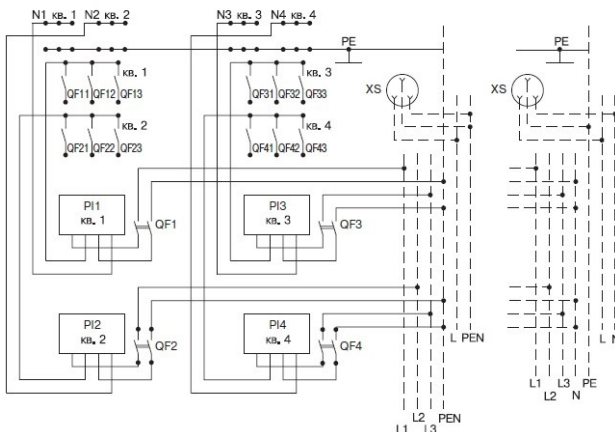 N1 кв. 1 N2 кв. 2 N3 кв. 3 N4 кв. 4
PE PE
XS XS
кв. 1 кв. 3
QF11 QF12 QF13 QF31 QF32 QF33
кв. 2 кв. 4
QF21 QF22 QF23 QF41 QF42 QF43
PI1 PI3
кв. 1 QF1 кв. 3 QF3
PI2 PI4
кв. 2 QF2 кв. 4 QF4
L PEN L N
L1 L3 PE
L2 N
L2 PEN
L1 L3